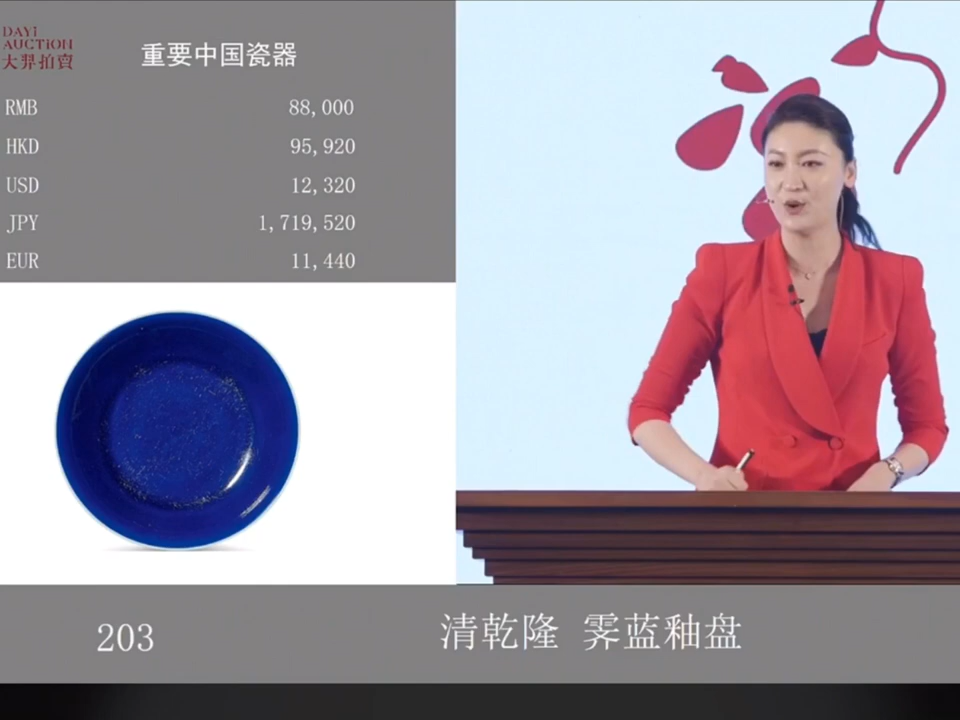 DAYI
AUCTION
大羿拍賣
重要中国瓷器
RMB 88,000
HKD 95,920
USD 12,320
JPY 1,719,520
EUR 11,440
203 清乾隆 霁蓝釉盘